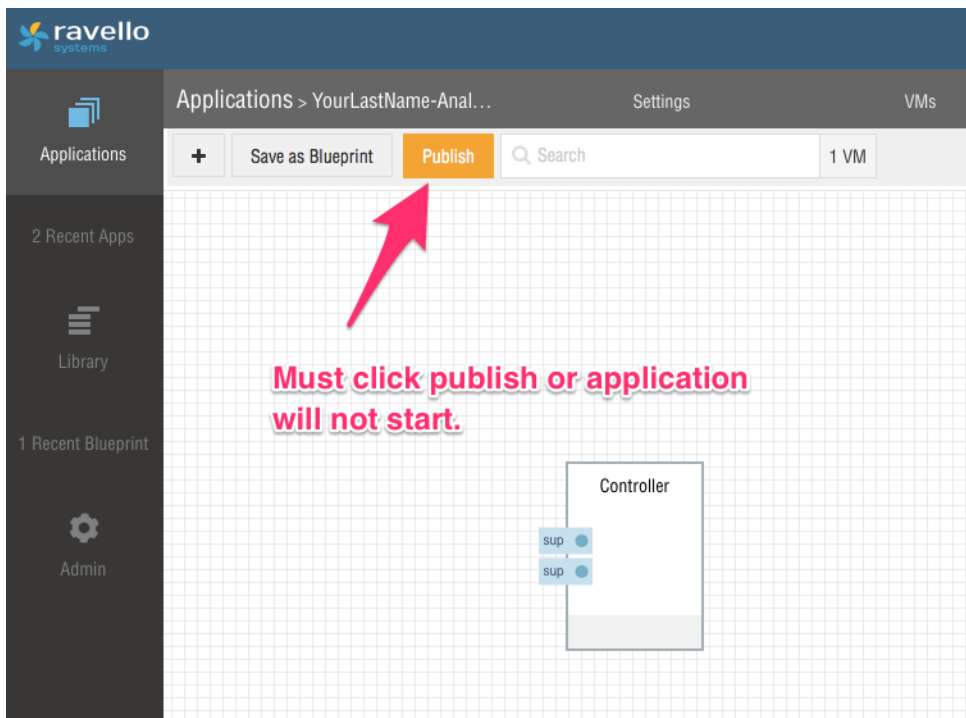 ravello
systems
Applications > YourLastName-Anal...
Settings
VMs
Applications
+
Save as Blueprint
Publish
Search
1 VM
2 Recent Apps
Library
1 Recent Blueprint
Admin
Must click publish or application
will not start.
Controller
sup
sup